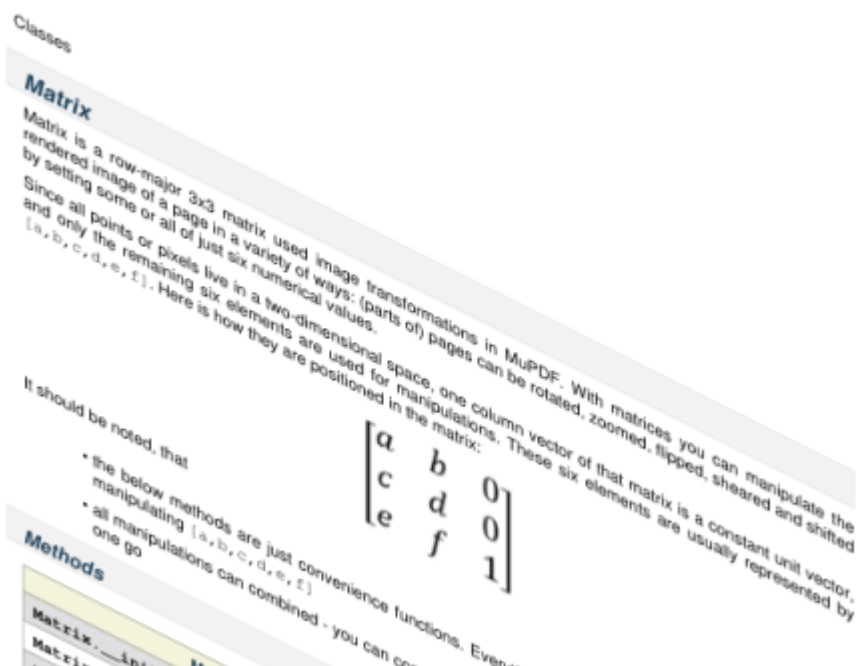 Classes
Matrix
Matrix is a row-major 3x3 matrix used image transformations in MuPDF. With matrices you can manipulate the
rendered image of a page in a variety of ways: (parts of) pages can be rotated, zoomed, flipped, sheared and shifted
by setting some or all of just six numerical values.
Since all points or pixels live in a two-dimensional space, one column vector of that matrix is a constant unit vector,
and only the remaining six elements are used for manipulations. These six elements are usually represented by
[a,b,c,d,e,f]. Here is how they are positioned in the matrix:
a b 0
c d 0
e f 1
It should be noted, that
• the below methods are just convenience functions.
manipulating [a,b,c,d,e,f]
• all manipulations can combined - you can
one go
Methods